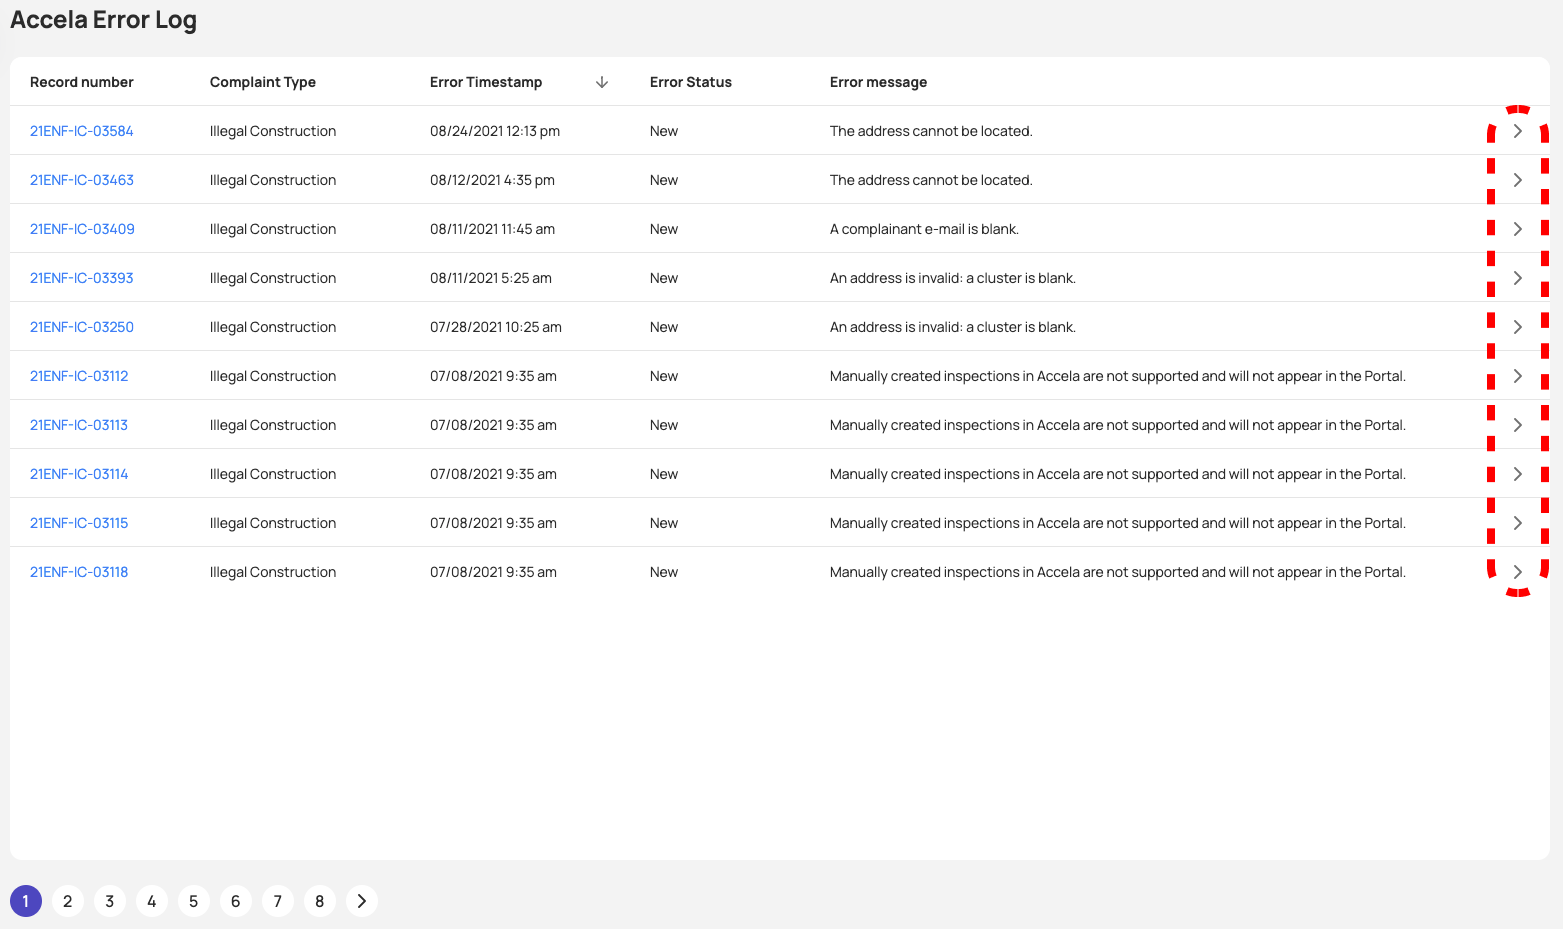 Accela Error Log
Record number Complaint Type Error Timestamp Error Status Error message
21ENF-IC-03584 Illegal Construction 08/24/2021 12:13 pm New The address cannot be located.
21ENF-IC-03463 Illegal Construction 08/12/2021 4:35 pm New The address cannot be located.
21ENF-IC-03409 Illegal Construction 08/11/2021 11:45 am New A complainant e-mail is blank.
21ENF-IC-03393 Illegal Construction 08/11/2021 5:25 am New An address is invalid: a cluster is blank.
21ENF-IC-03250 Illegal Construction 07/28/2021 10:25 am New An address is invalid: a cluster is blank.
21ENF-IC-03112 Illegal Construction 07/08/2021 9:35 am New Manually created inspections in Accela are not supported and will not appear in the Portal.
21ENF-IC-03113 Illegal Construction 07/08/2021 9:35 am New Manually created inspections in Accela are not supported and will not appear in the Portal.
21ENF-IC-03114 Illegal Construction 07/08/2021 9:35 am New Manually created inspections in Accela are not supported and will not appear in the Portal.
21ENF-IC-03115 Illegal Construction 07/08/2021 9:35 am New Manually created inspections in Accela are not supported and will not appear in the Portal.
21ENF-IC-03118 Illegal Construction 07/08/2021 9:35 am New Manually created inspections in Accela are not supported and will not appear in the Portal.
1 2 3 4 5 6 7 8